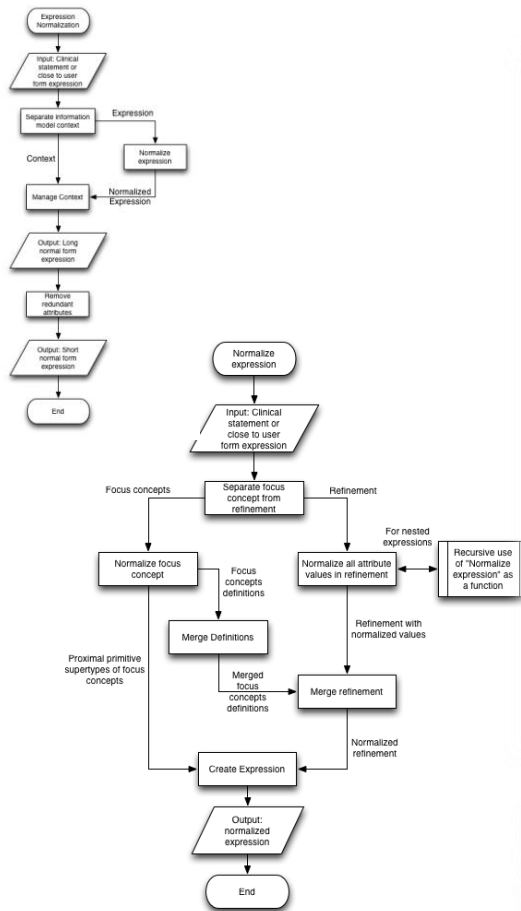 Expression
Normalization
Input: Clinical
statement or
close to user
form expression
Separate information
model context
Expression
Normalize
expression
Context
Normalized
Expression
Manage Context
Output: Long
normal form
expression
Remove
redundant
attributes
Output: Short
normal form
expression
End
Normalize
expression
Input: Clinical
statement or
close to user
form expression
Separate focus
concept from
refinement
Focus concepts
Refinement
For nested
expressions
Normalize focus
concept
Normalize all attribute
values in refinement
Recursive use
of "Normalize
expression" as
a function
Focus
concepts
definitions
Merge Definitions
Refinement with
normalized values
Proximal primitive
supertypes of focus
concepts
Merged
focus
concepts
definitions
Merge refinement
Normalized
refinement
Create Expression
Output:
normalized
expression
End